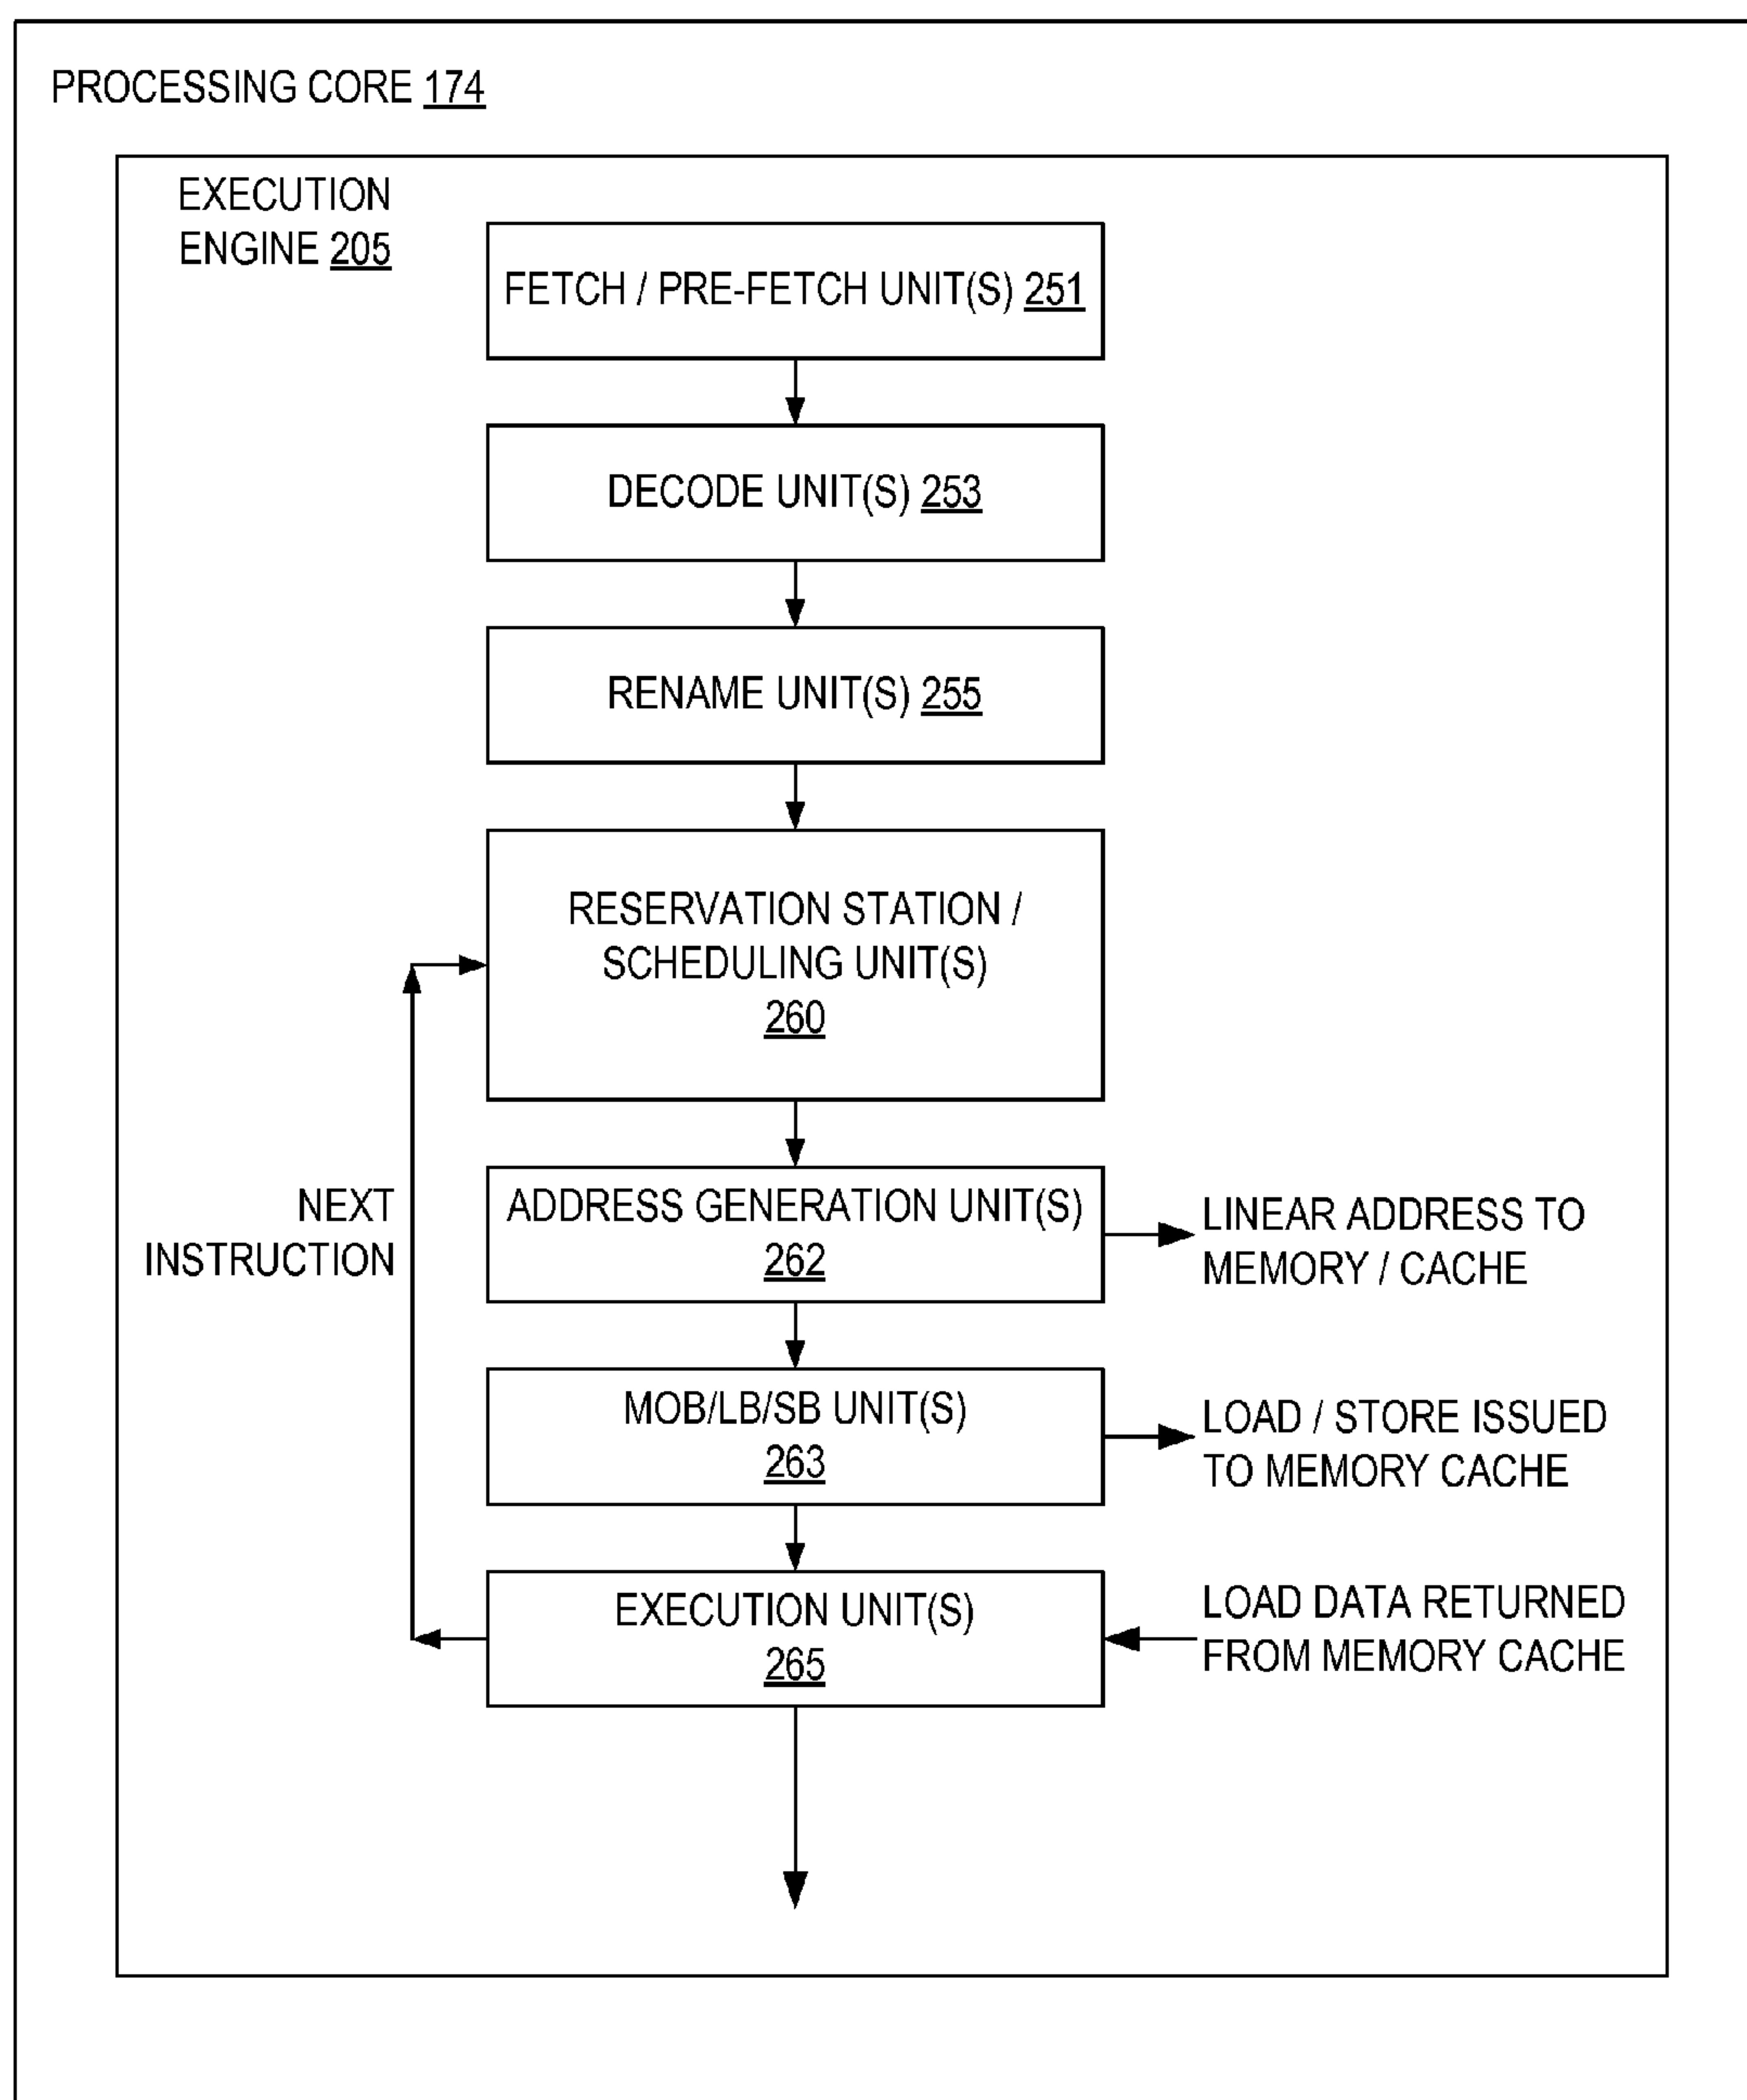 PROCESSING CORE 174
EXECUTION
ENGINE 205
FETCH / PRE-FETCH UNIT(S) 251
DECODE UNIT(S) 253
RENAME UNIT(S) 255
RESERVATION STATION /
SCHEDULING UNIT(S)
260
NEXT
INSTRUCTION
ADDRESS GENERATION UNIT(S)
262
LINEAR ADDRESS TO
MEMORY / CACHE
MOB/LB/SB UNIT(S)
263
LOAD / STORE ISSUED
TO MEMORY CACHE
EXECUTION UNIT(S)
265
LOAD DATA RETURNED
FROM MEMORY CACHE